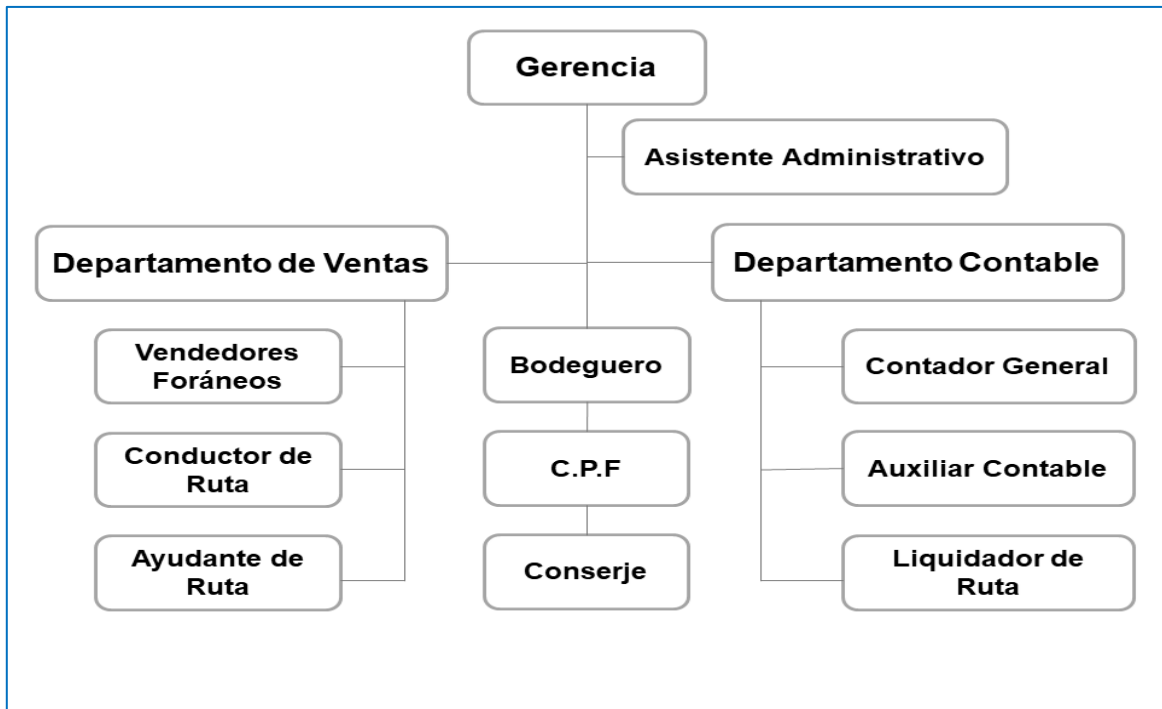 Gerencia
Asistente Administrativo
Departamento de Ventas
Departamento Contable
Vendedores
Foráneos
Bodeguero
Contador General
Conductor de
Ruta
C.P.F
Auxiliar Contable
Ayudante de
Ruta
Conserje
Liquidador de
Ruta